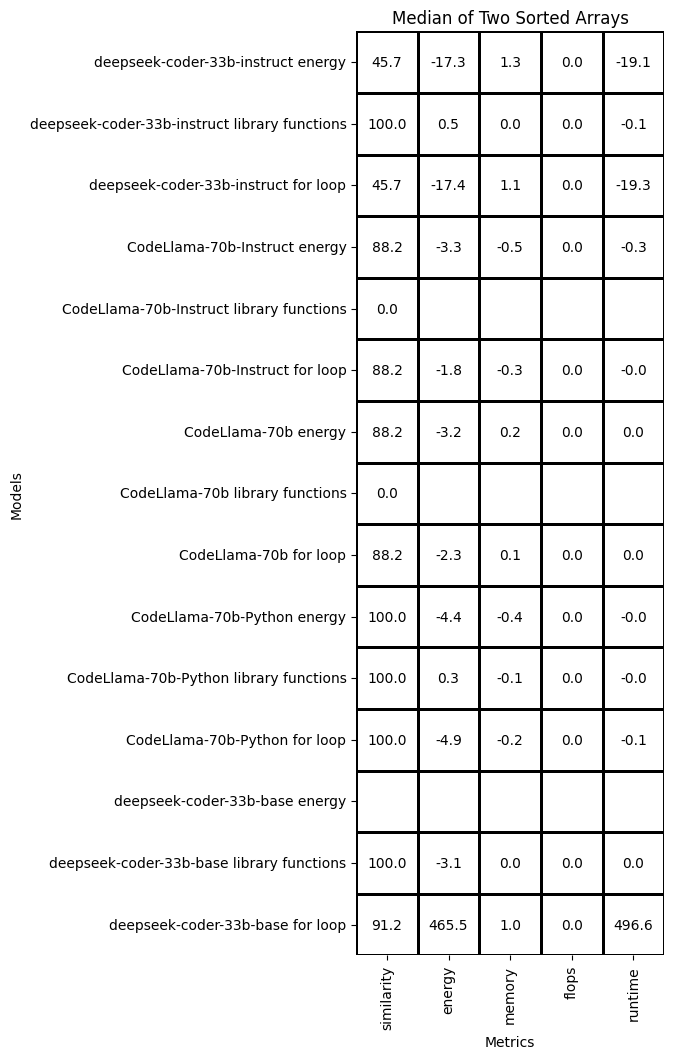 Median of Two Sorted Arrays
deepseek-coder-33b-instruct energy 45.7 -17.3 1.3 0.0 -19.1
deepseek-coder-33b-instruct library functions 100.0 0.5 0.0 0.0 -0.1
deepseek-coder-33b-instruct for loop 45.7 -17.4 1.1 0.0 -19.3
CodeLlama-70b-Instruct energy 88.2 -3.3 -0.5 0.0 -0.3
CodeLlama-70b-Instruct library functions 0.0
CodeLlama-70b-Instruct for loop 88.2 -1.8 -0.3 0.0 -0.0
CodeLlama-70b energy 88.2 -3.2 0.2 0.0 0.0
CodeLlama-70b library functions 0.0
CodeLlama-70b for loop 88.2 -2.3 0.1 0.0 0.0
CodeLlama-70b-Python energy 100.0 -4.4 -0.4 0.0 -0.0
CodeLlama-70b-Python library functions 100.0 0.3 -0.1 0.0 -0.0
CodeLlama-70b-Python for loop 100.0 -4.9 -0.2 0.0 -0.1
deepseek-coder-33b-base energy
deepseek-coder-33b-base library functions 100.0 -3.1 0.0 0.0 0.0
deepseek-coder-33b-base for loop 91.2 465.5 1.0 0.0 496.6
Models
similarity energy memory flops runtime
Metrics